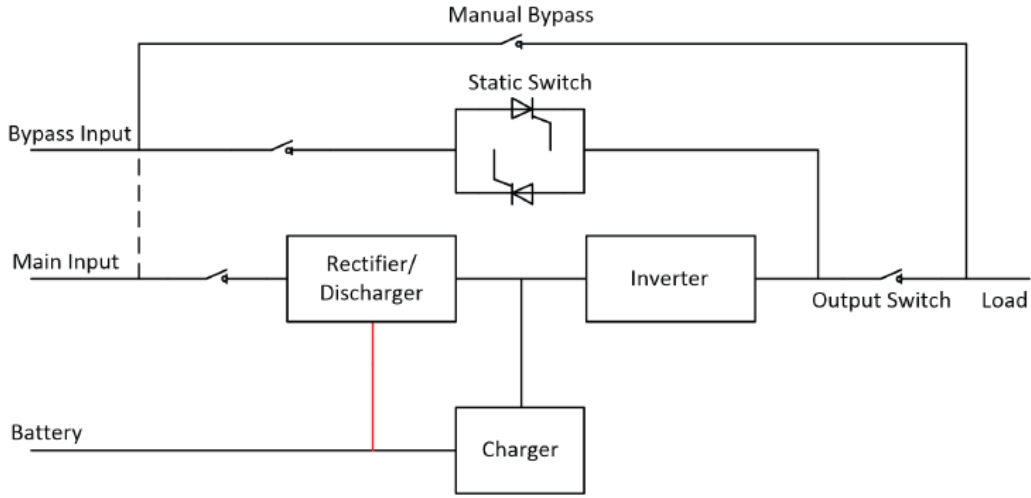 Manual Bypass
Static Switch
Bypass Input
Main Input
Rectifier/
Discharger
Inverter
Output Switch
Load
Battery
Charger